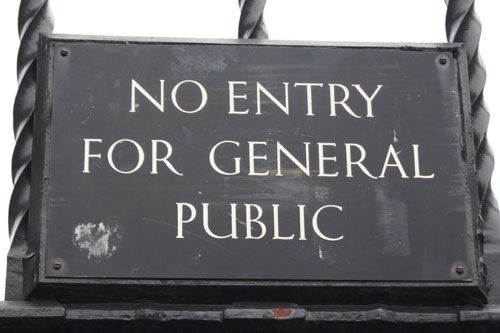 NO ENTRY
FOR GENERAL
PUBLIC